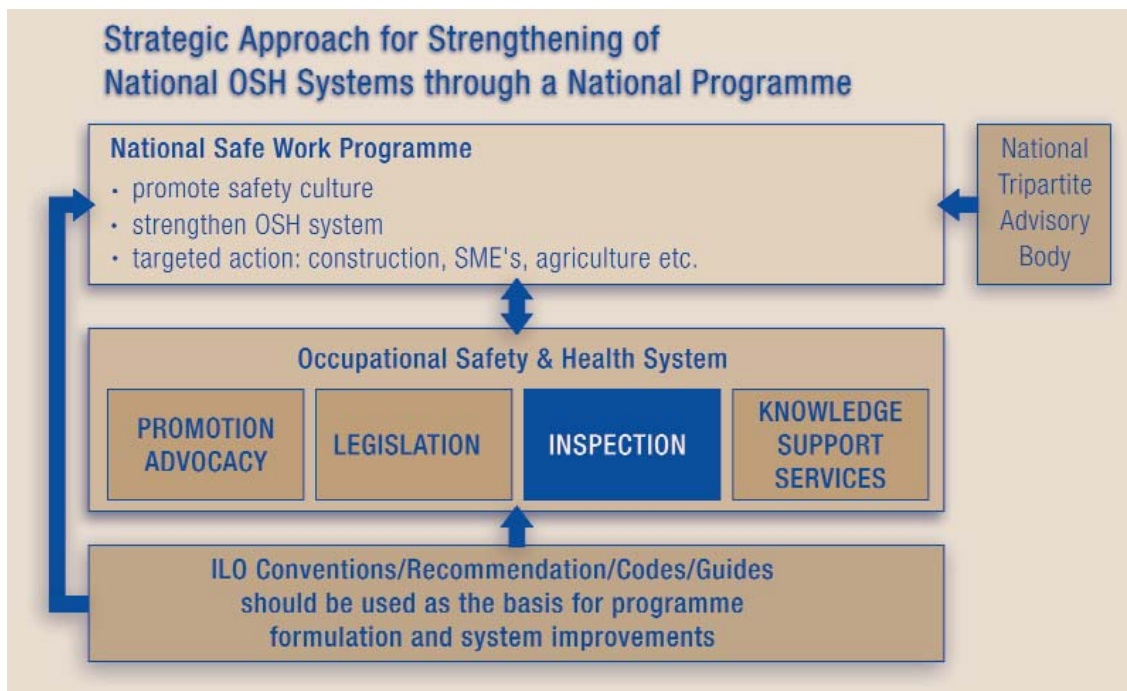 Strategic Approach for Strengthening of
National OSH Systems through a National Programme
National Safe Work Programme
• promote safety culture
• strengthen OSH system
• targeted action: construction, SME's, agriculture etc.
National
Tripartite
Advisory
Body
Occupational Safety & Health System
PROMOTION
ADVOCACY
LEGISLATION
INSPECTION
KNOWLEDGE
SUPPORT
SERVICES
ILO Conventions/Recommendation/Codes/Guides
should be used as the basis for programme
formulation and system improvements